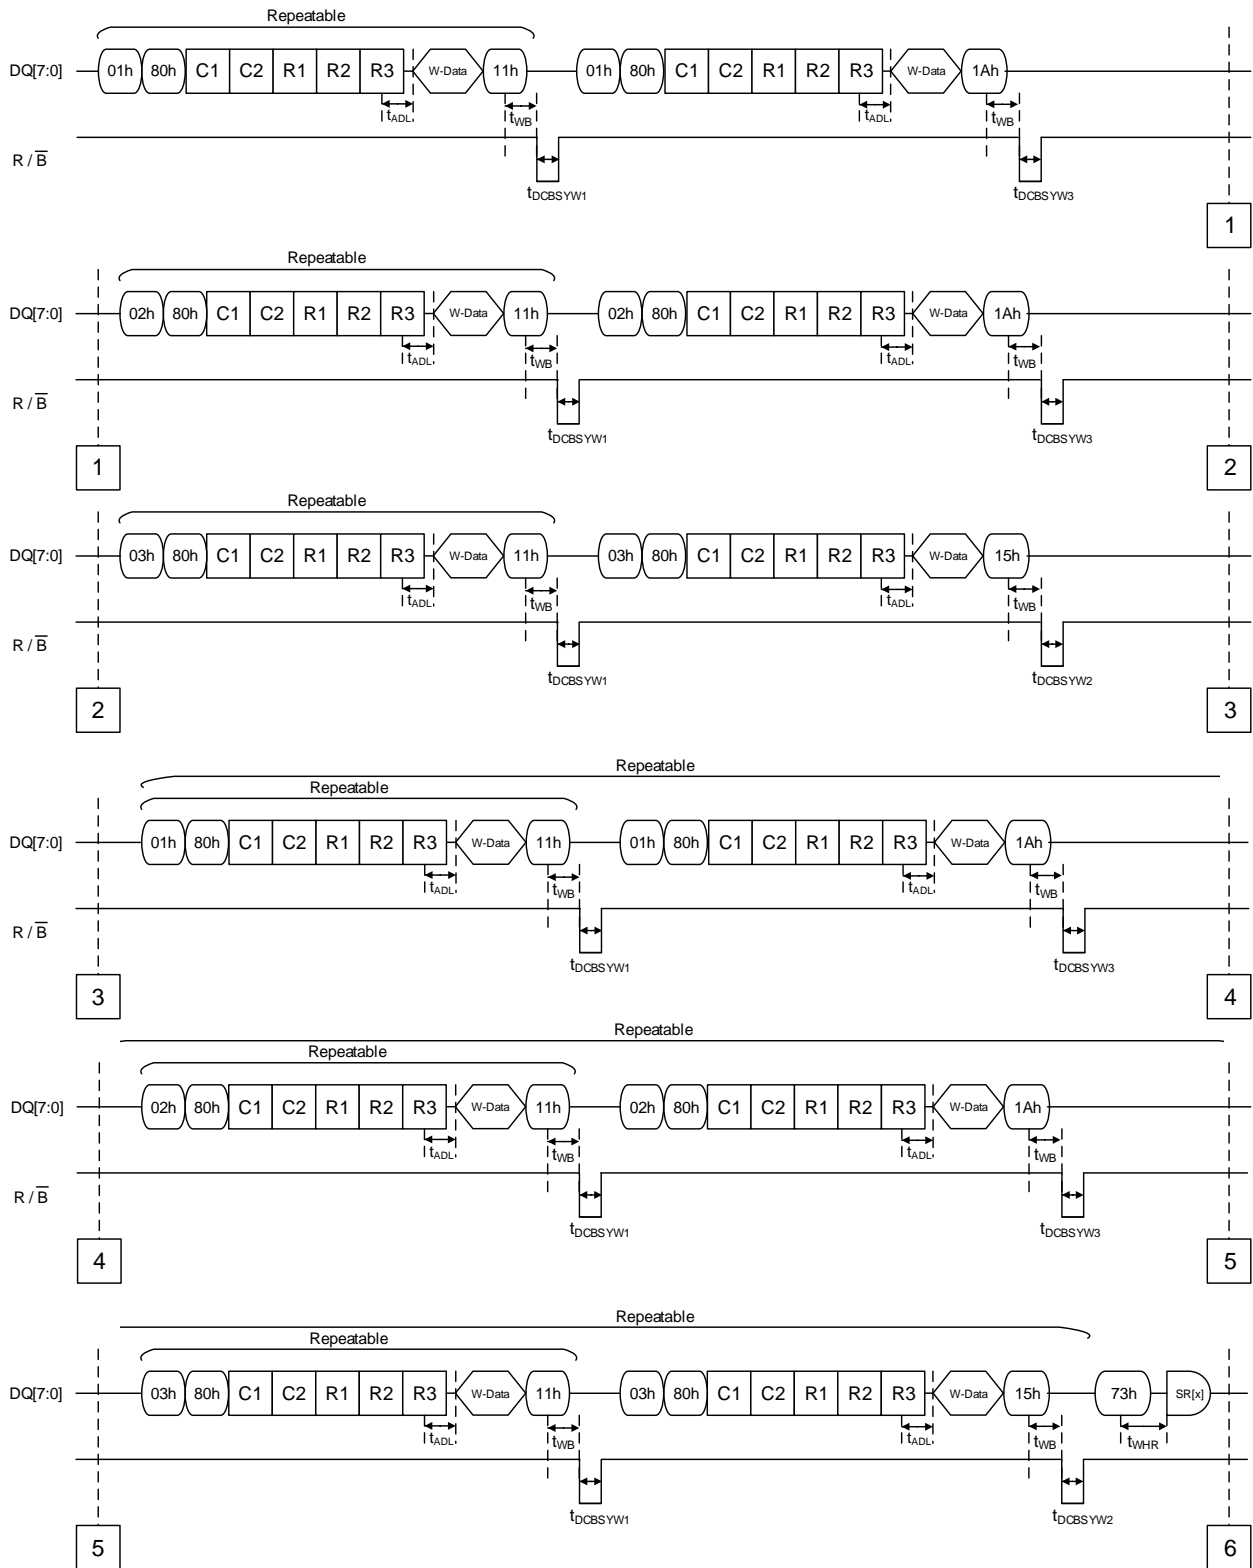 Repeatable
DQ[7:0] 01h 80h C1 C2 R1 R2 R3 W-Data 11h 01h 80h C1 C2 R1 R2 R3 W-Data 1Ah
tADL tWB tADL tWB
R / B
tDCBSYW1 tDCBSYW3
1
Repeatable
DQ[7:0] 02h 80h C1 C2 R1 R2 R3 W-Data 11h 02h 80h C1 C2 R1 R2 R3 W-Data 1Ah
tADL tWB tADL tWB
R / B
tDCBSYW1 tDCBSYW3
1 2
Repeatable
DQ[7:0] 03h 80h C1 C2 R1 R2 R3 W-Data 11h 03h 80h C1 C2 R1 R2 R3 W-Data 15h
tADL tWB tADL tWB
R / B
tDCBSYW1 tDCBSYW2
2 3
Repeatable
Repeatable
DQ[7:0] 01h 80h C1 C2 R1 R2 R3 W-Data 11h 01h 80h C1 C2 R1 R2 R3 W-Data 1Ah
tADL tWB tADL tWB
R / B
tDCBSYW1 tDCBSYW3
3 4
Repeatable
Repeatable
DQ[7:0] 02h 80h C1 C2 R1 R2 R3 W-Data 11h 02h 80h C1 C2 R1 R2 R3 W-Data 1Ah
tADL tWB tADL tWB
R / B
tDCBSYW1 tDCBSYW3
4 5
Repeatable
Repeatable
DQ[7:0] 03h 80h C1 C2 R1 R2 R3 W-Data 11h 03h 80h C1 C2 R1 R2 R3 W-Data 15h 73h SR[x]
tADL tWB tADL tWB tWHR
tDCBSYW1 tDCBSYW2
5 6